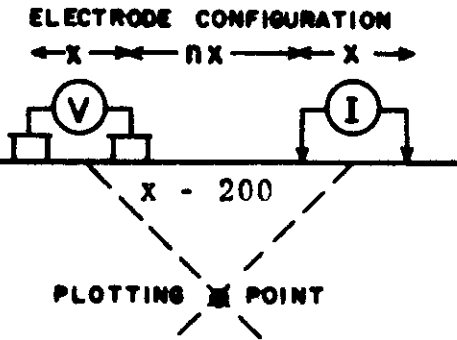 ELECTRODE CONFIGURATION
x nx x
V I
x - 200
PLOTTING POINT